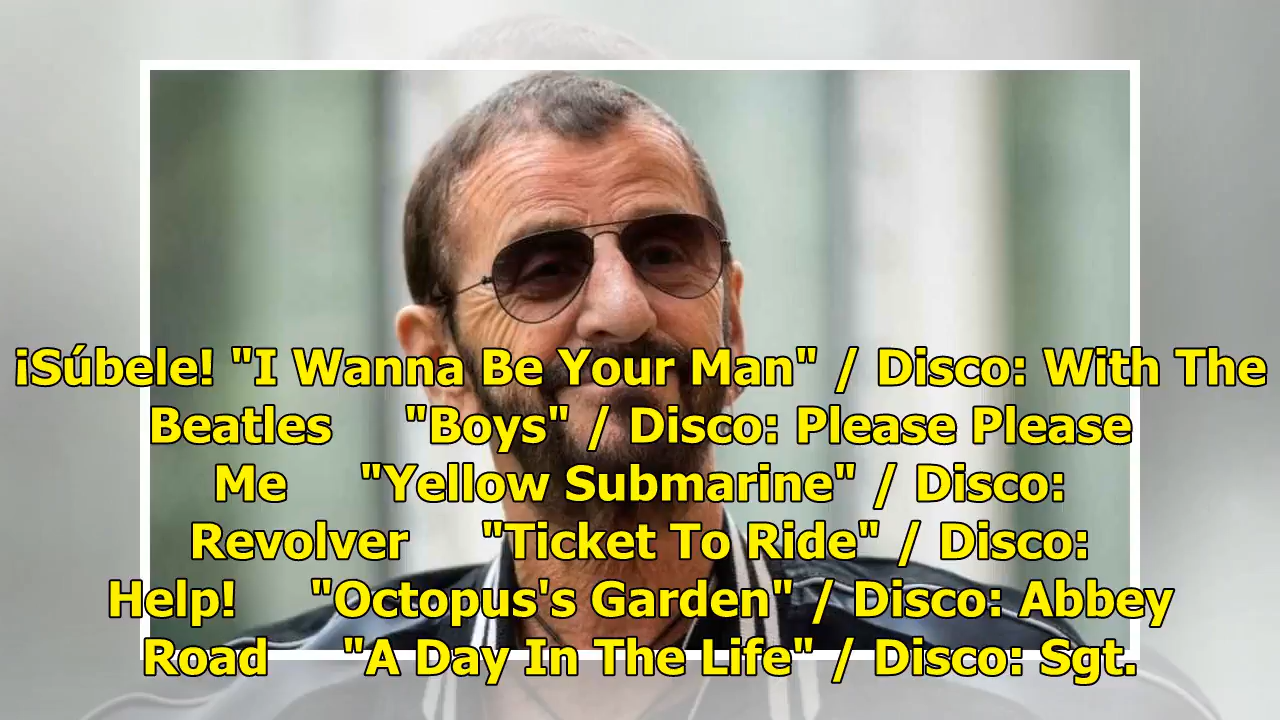 ¡Súbele! "I Wanna Be Your Man" / Disco: With The
Beatles "Boys" / Disco: Please Please
Me "Yellow Submarine" / Disco:
Revolver "Ticket To Ride" / Disco:
Help! "Octopus's Garden" / Disco: Abbey
Road "A Day In The Life" / Disco: Sgt.